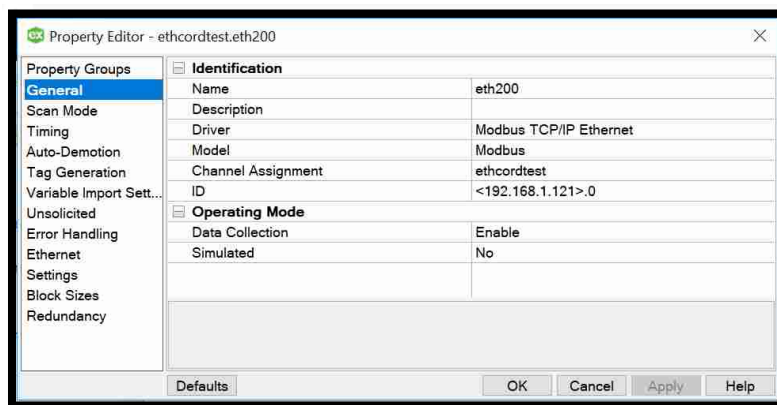 ex Property Editor - ethcordtest.eth200
Property Groups
General
Scan Mode
Timing
Auto-Demotion
Tag Generation
Variable Import Sett...
Unsolicited
Error Handling
Ethernet
Settings
Block Sizes
Redundancy
Identification
Name eth200
Description
Driver Modbus TCP/IP Ethernet
Model Modbus
Channel Assignment ethcordtest
ID <192.168.1.121>.0
Operating Mode
Data Collection Enable
Simulated No
Defaults OK Cancel Apply Help